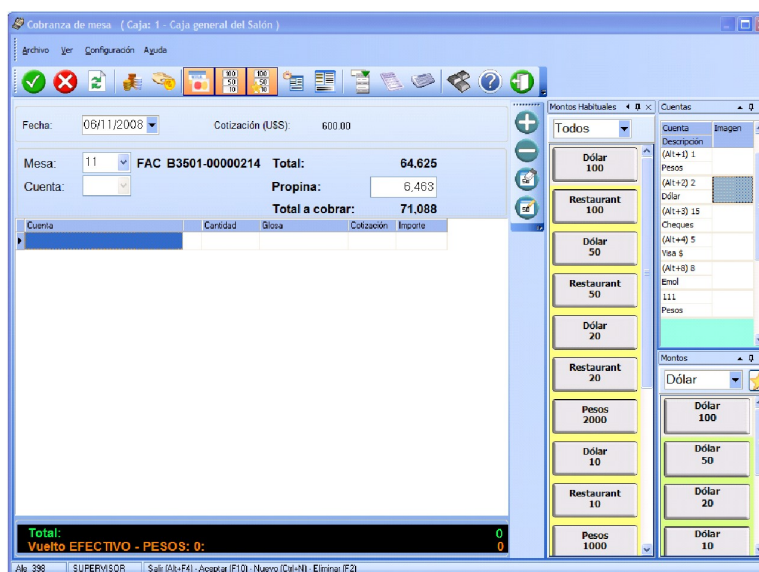 Cobranza de mesa ( Caja: 1 - Caja general del Salón )
Archivo Ver Configuración Ayuda
Fecha: 06/11/2008 Cotización (U$S): 600.00
Mesa: 11 FAC B3501-00000214 Total: 64.625
Cuenta: Propina: 6,463
Total a cobrar: 71,088
Cuenta Cantidad Glosa Cotización Importe
Total: 0
Vuelto EFECTIVO - PESOS: 0: 0
Montos Habituales
Todos
Dólar
100
Restaurant
100
Dólar
50
Restaurant
50
Dólar
20
Restaurant
20
Pesos
2000
Dólar
10
Restaurant
10
Pesos
1000
Cuentas
Cuenta Imagen
Descripción
(Alt+1) 1
Pesos
(Alt+2) 2
Dólar
(Alt+3) 15
Cheques
(Alt+4) 5
Visa $
(Alt+8) 8
Emol
111
Pesos
Montos
Dólar
Dólar
100
Dólar
50
Dólar
20
Dólar
10
Ale_398 SUPERVISOR Salir (Alt+F4) - Aceptar (F10) - Nuevo (Ctrl+N) - Eliminar (F2)